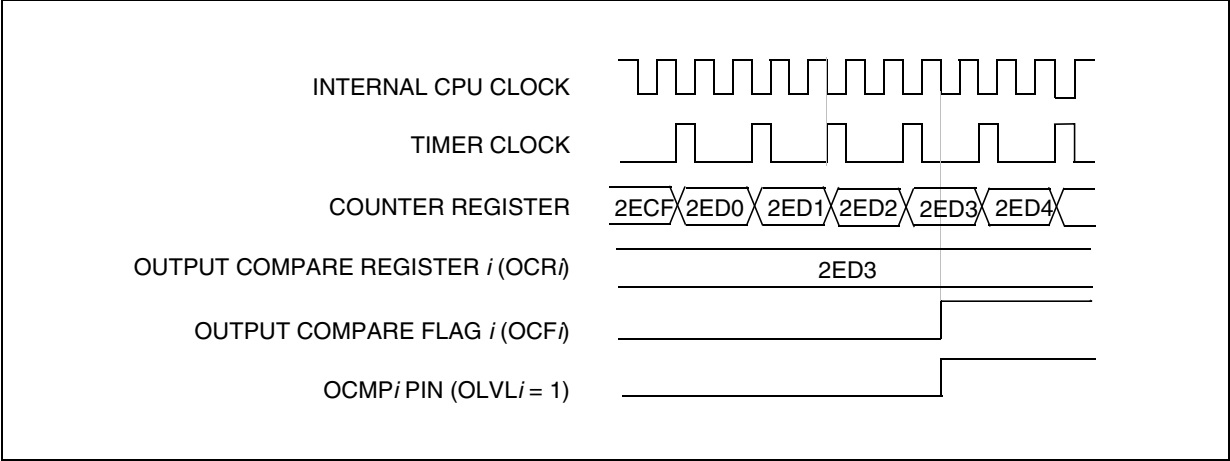 INTERNAL CPU CLOCK
TIMER CLOCK
COUNTER REGISTER 2ECF 2ED0 2ED1 2ED2 2ED3 2ED4
OUTPUT COMPARE REGISTER i (OCRi) 2ED3
OUTPUT COMPARE FLAG i (OCFi)
OCMPi PIN (OLVLi = 1)